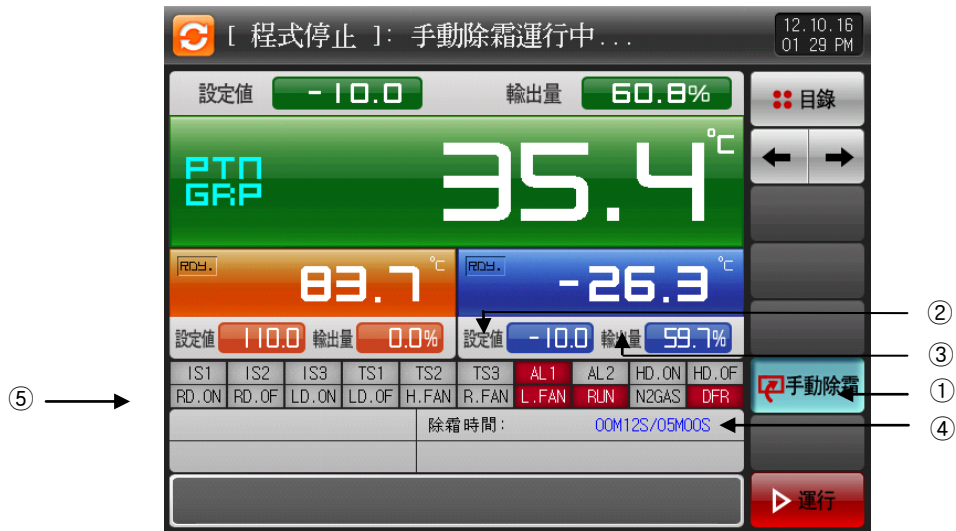 [ 程式停止 ]: 手動除霜運行中...
12.10.16
01 29 PM
設定值 -10.0 輸出量 60.8%
目錄
PTN
GRP
35.4 ℃
RDY. 83.7 ℃
RDY. -26.3 ℃
②
設定值 110.0 輸出量 0.0% 設定值 -10.0 輸出量 59.7%
③
IS1 IS2 IS3 TS1 TS2 TS3 AL1 AL2 HD.ON HD.OF
RD.ON RD.OF LD.ON LD.OF H.FAN R.FAN L.FAN RUN N2GAS DFR
手動除霜
①
⑤
除霜時間: 00M12S/05M00S
④
運行